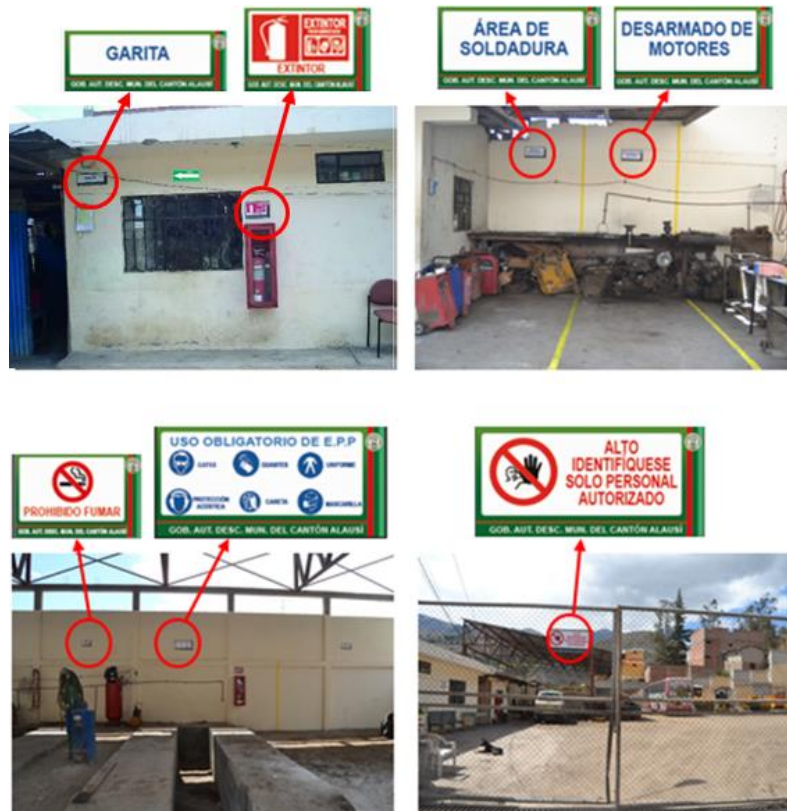 GARITA
GOB. AUT. DESC. MUN. DEL CANTÓN ALAUSÍ
EXTINTOR
EXTINTOR
GOB. AUT. DESC. MUN. DEL CANTÓN ALAUSÍ
ÁREA DE
SOLDADURA
GOB. AUT. DESC. MUN. DEL CANTÓN ALAUSÍ
DESARMADO DE
MOTORES
GOB. AUT. DESC. MUN. DEL CANTÓN ALAUSÍ
PROHIBIDO FUMAR
GOB. AUT. DESC. MUN. DEL CANTÓN ALAUSÍ
USO OBLIGATORIO DE E.P.P
GAFAS GUANTES UNIFORME
PROTECCIÓN ACÚSTICA CARETA MASCARILLA
GOB. AUT. DESC. MUN. DEL CANTÓN ALAUSÍ
ALTO
IDENTIFÍQUESE
SOLO PERSONAL
AUTORIZADO
GOB. AUT. DESC. MUN. DEL CANTÓN ALAUSÍ